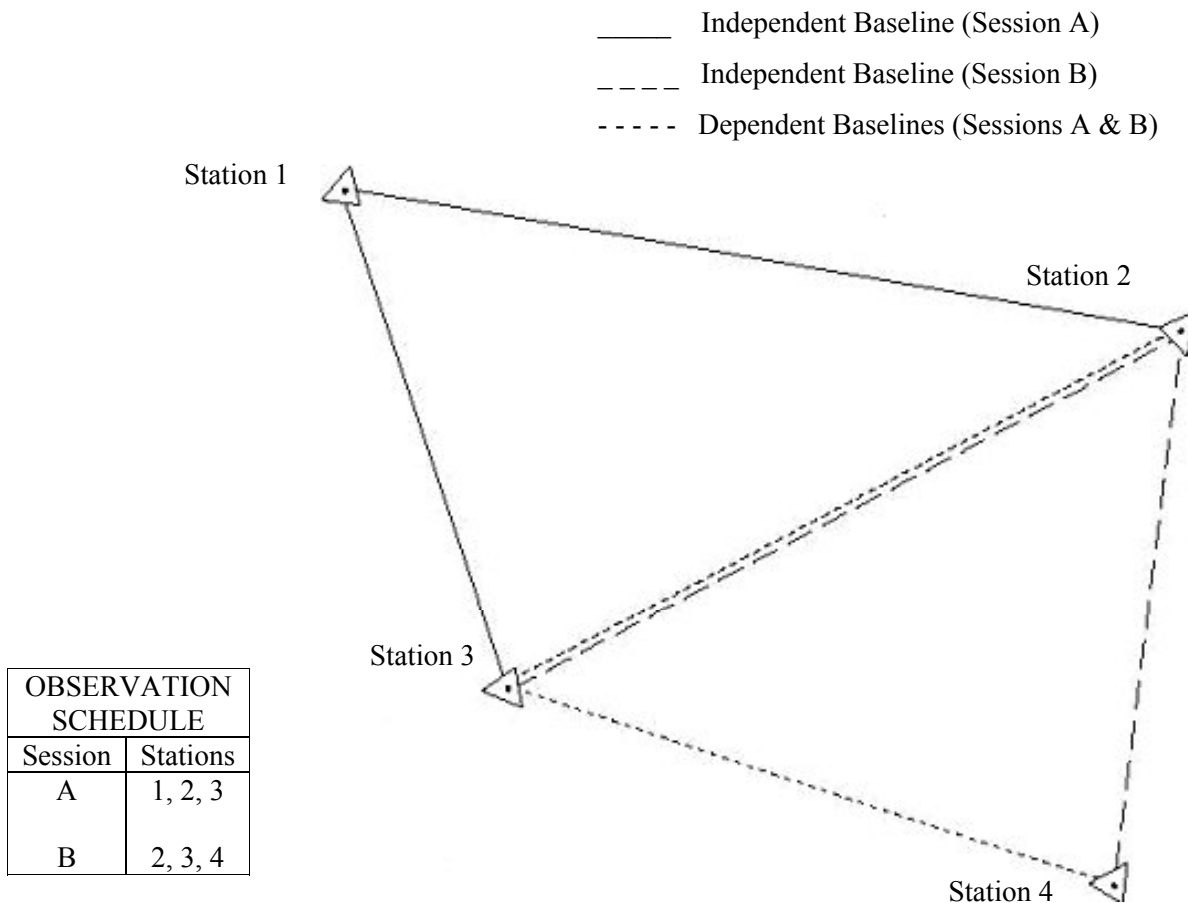 _____ Independent Baseline (Session A)
_ _ _ _ Independent Baseline (Session B)
- - - - - Dependent Baselines (Sessions A & B)
Station 1
Station 2
Station 3
OBSERVATION
SCHEDULE
Session Stations
A 1, 2, 3
B 2, 3, 4
Station 4